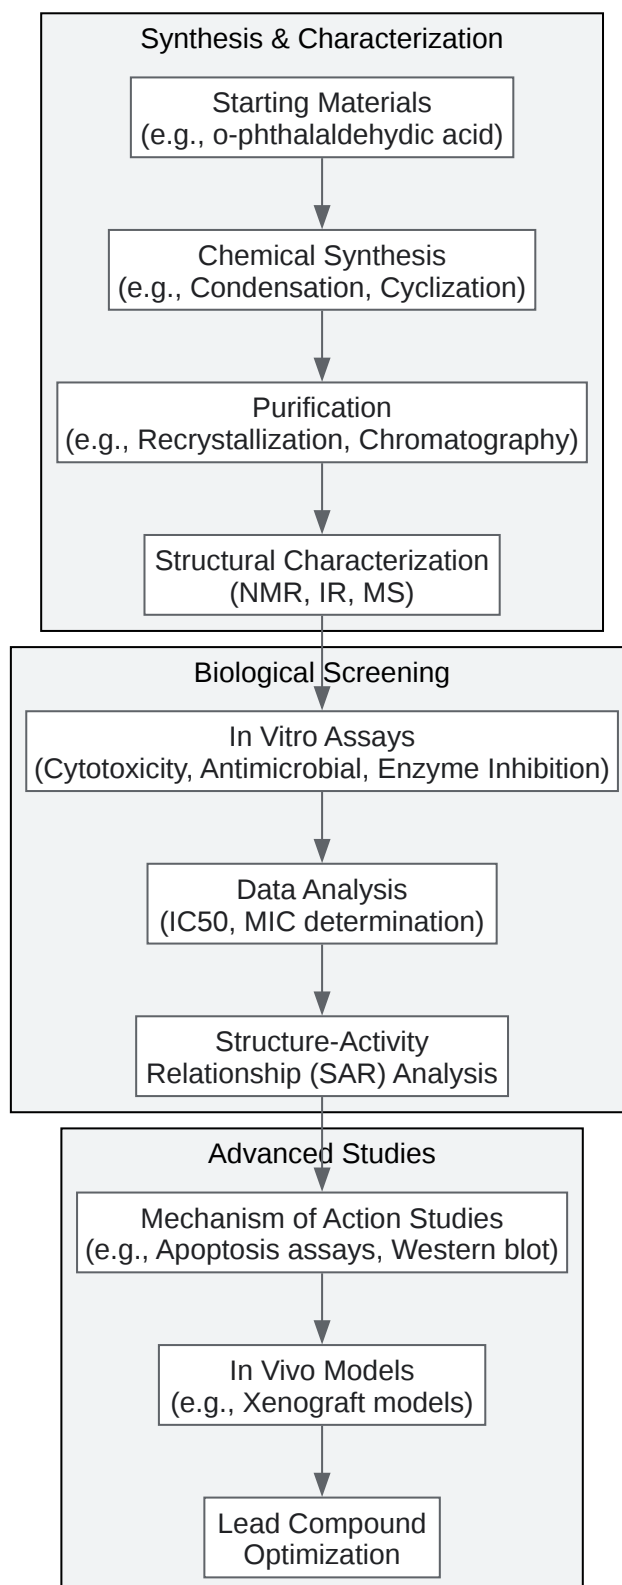 Synthesis & Characterization
Starting Materials
(e.g., o-phthalaldehydic acid)
Chemical Synthesis
(e.g., Condensation, Cyclization)
Purification
(e.g., Recrystallization, Chromatography)
Structural Characterization
(NMR, IR, MS)
Biological Screening
In Vitro Assays
(Cytotoxicity, Antimicrobial, Enzyme Inhibition)
Data Analysis
(IC50, MIC determination)
Structure-Activity
Relationship (SAR) Analysis
Advanced Studies
Mechanism of Action Studies
(e.g., Apoptosis assays, Western blot)
In Vivo Models
(e.g., Xenograft models)
Lead Compound
Optimization